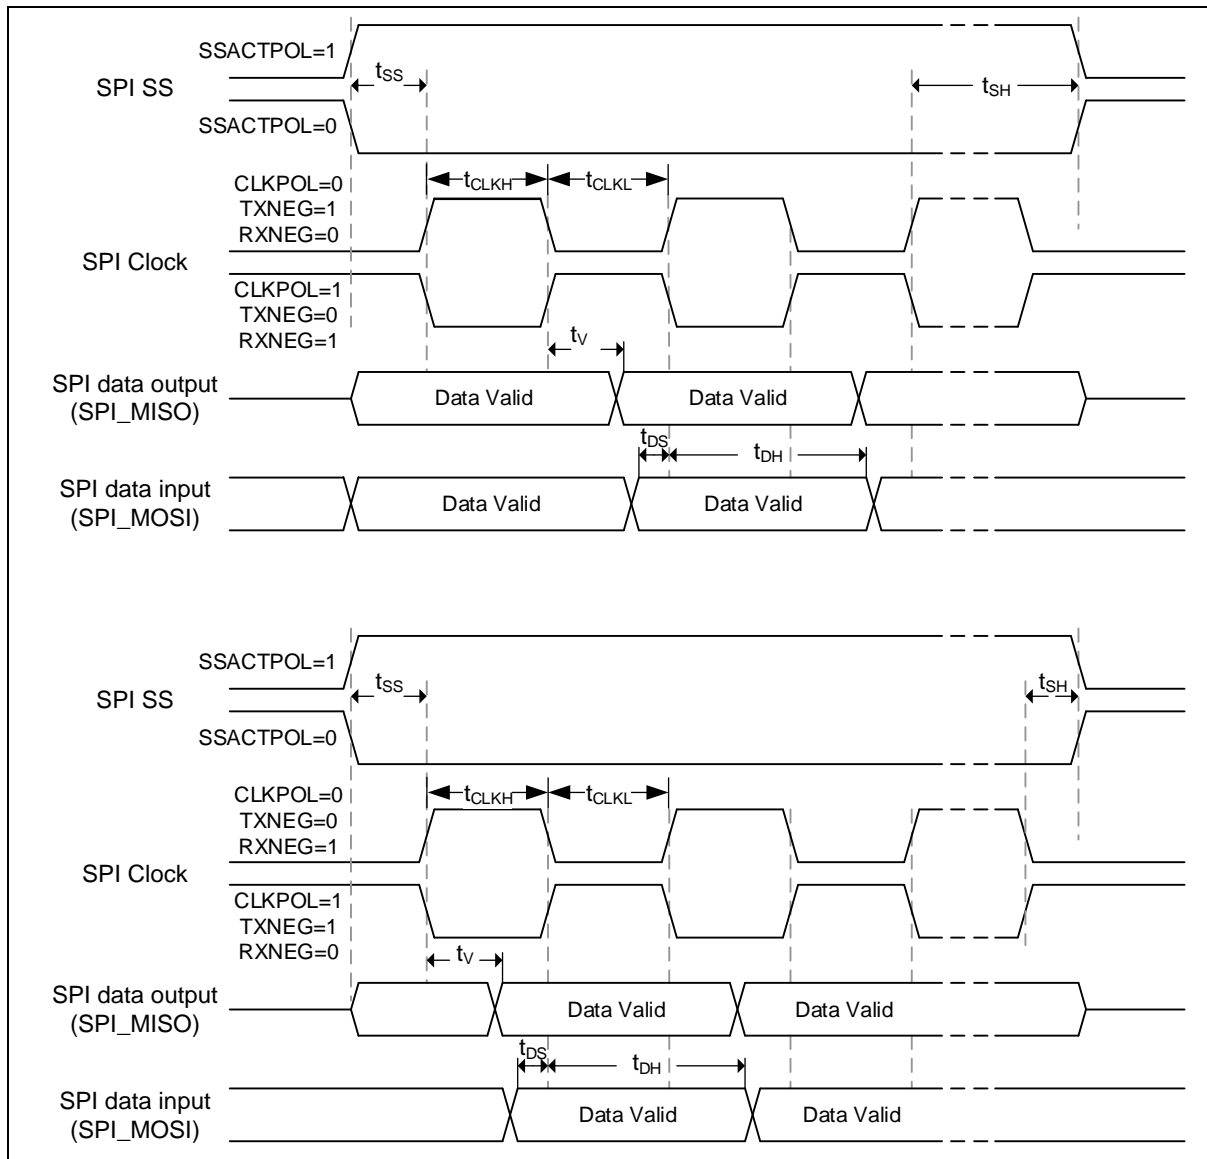 SSACTPOL=1
SPI SS
tSS
tSH
SSACTPOL=0
CLKPOL=0
TXNEG=1
RXNEG=0
tCLKH
tCLKL
SPI Clock
CLKPOL=1
TXNEG=0
RXNEG=1
tV
SPI data output
(SPI_MISO)
Data Valid
Data Valid
tDS
tDH
SPI data input
(SPI_MOSI)
Data Valid
Data Valid
SSACTPOL=1
SPI SS
tSS
tSH
SSACTPOL=0
CLKPOL=0
TXNEG=0
RXNEG=1
tCLKH
tCLKL
SPI Clock
CLKPOL=1
TXNEG=1
RXNEG=0
tV
SPI data output
(SPI_MISO)
Data Valid
Data Valid
tDS
tDH
SPI data input
(SPI_MOSI)
Data Valid
Data Valid